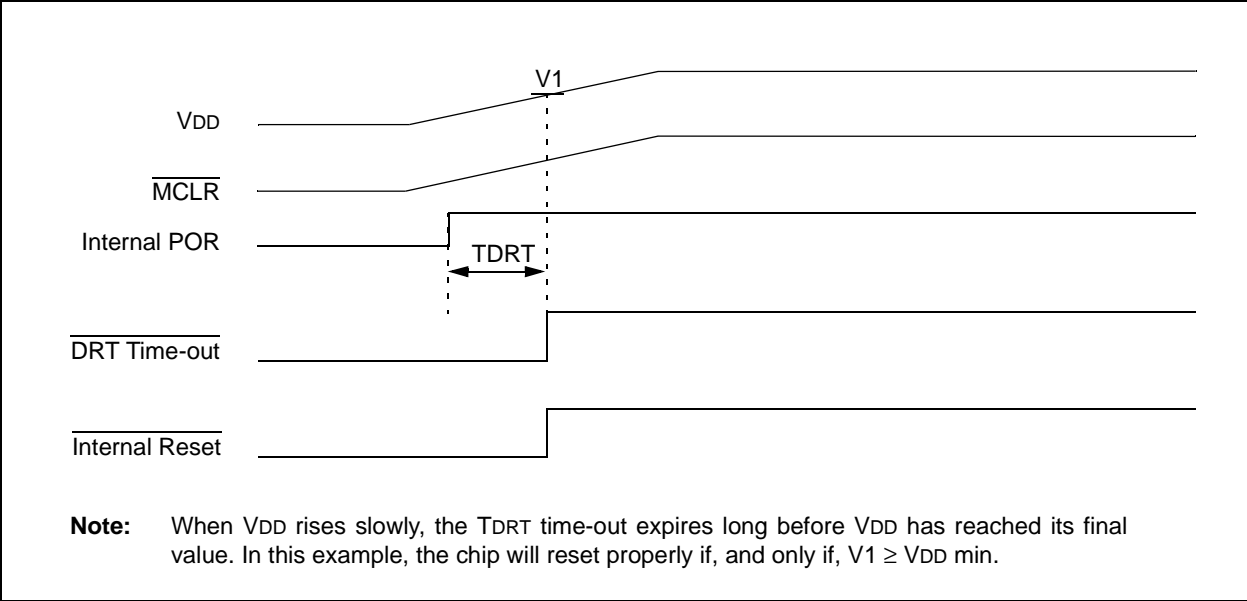 V1
VDD
MCLR
Internal POR
TDRT
DRT Time-out
Internal Reset
Note: When VDD rises slowly, the TDRT time-out expires long before VDD has reached its final
value. In this example, the chip will reset properly if, and only if, V1 ≥ VDD min.